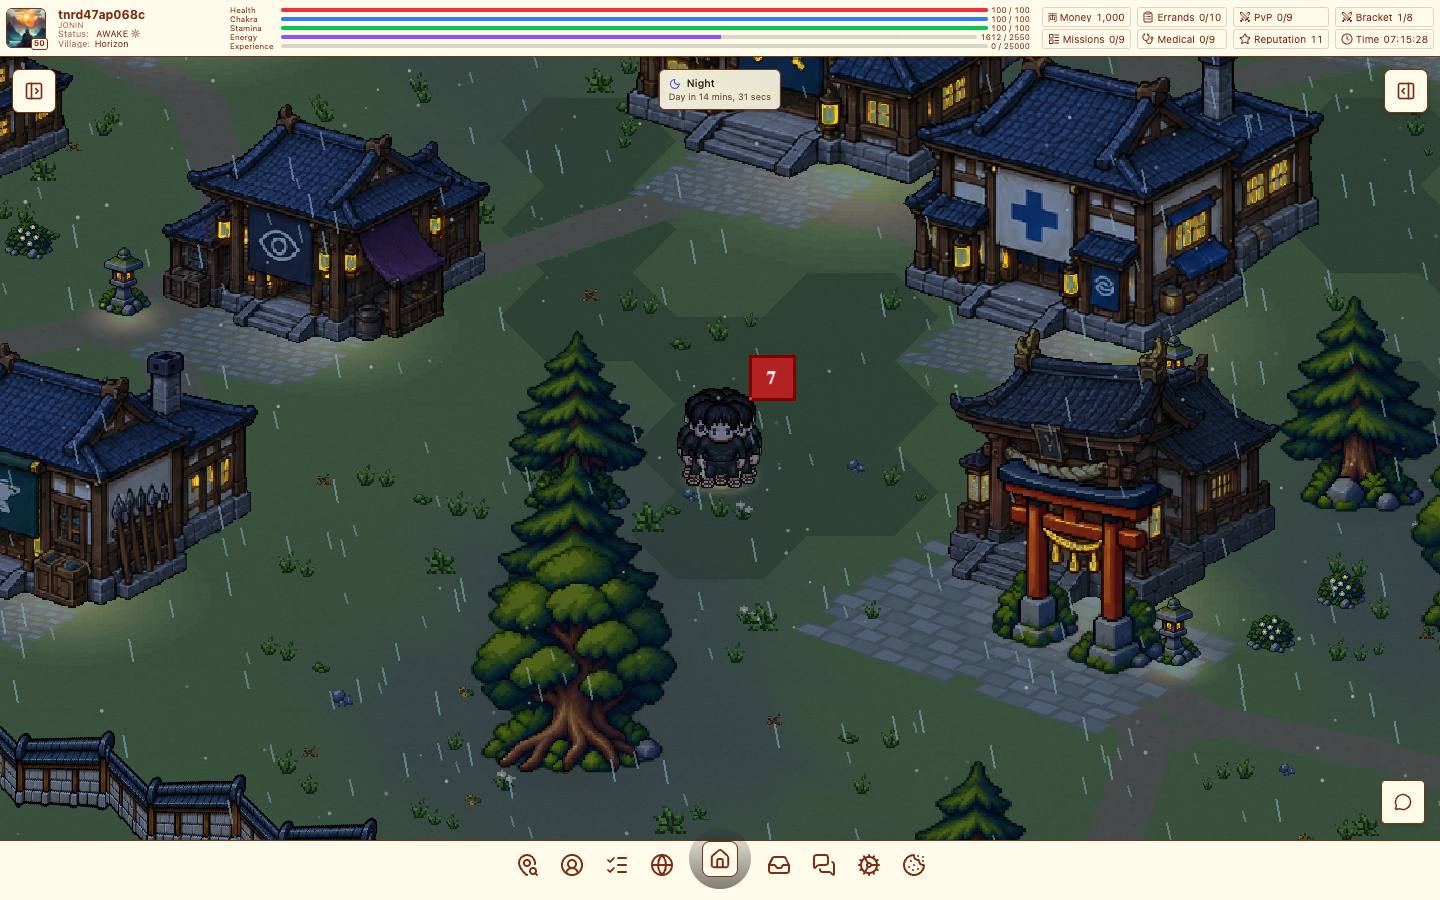 tnrd47ap068c
JONIN
Status: AWAKE
Village: Horizon
50
Health 100 / 100
Chakra 100 / 100
Stamina 100 / 100
Energy 1612 / 2550
Experience 0 / 25000
両 Money 1,000
Errands 0/10
PvP 0/9
Bracket 1/8
Missions 0/9
Medical 0/9
Reputation 11
Time 07:15:28
Night
Day in 14 mins, 31 secs
7